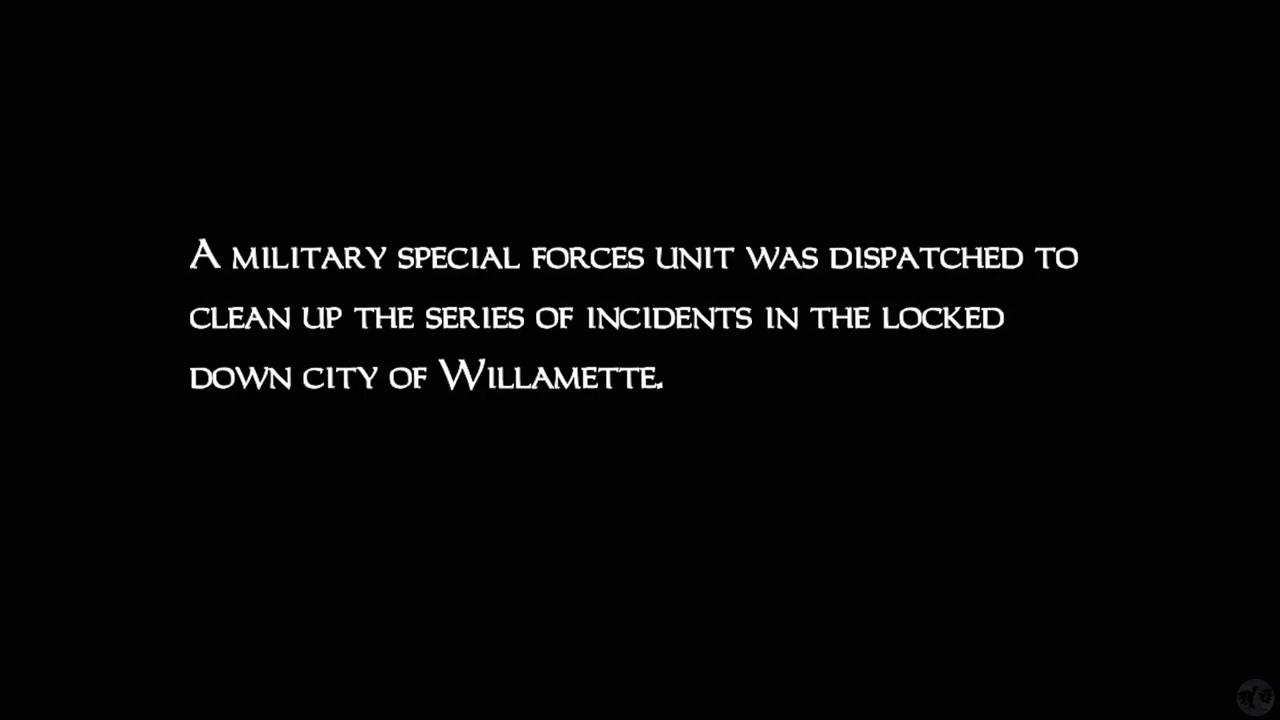 A military special forces unit was dispatched to
clean up the series of incidents in the locked
down city of Willamette.